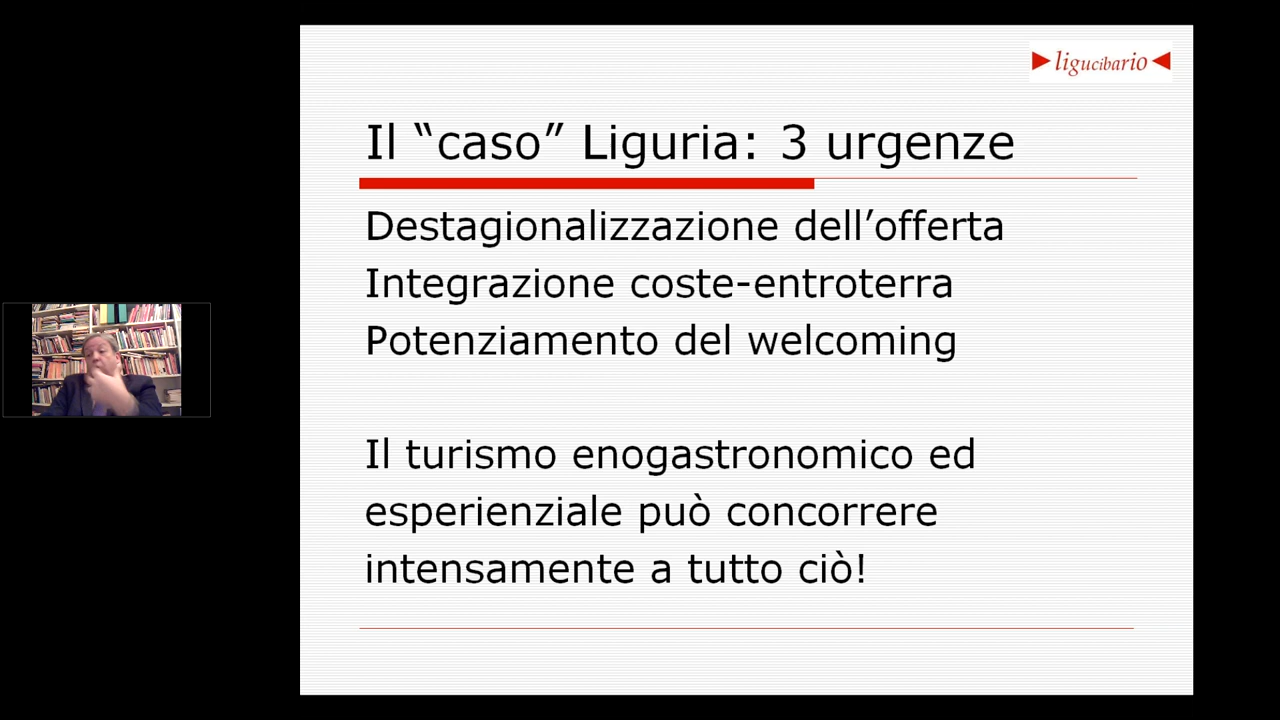 ligucibario
Il “caso” Liguria: 3 urgenze
Destagionalizzazione dell’offerta
Integrazione coste-entroterra
Potenziamento del welcoming
Il turismo enogastronomico ed
esperienziale può concorrere
intensamente a tutto ciò!